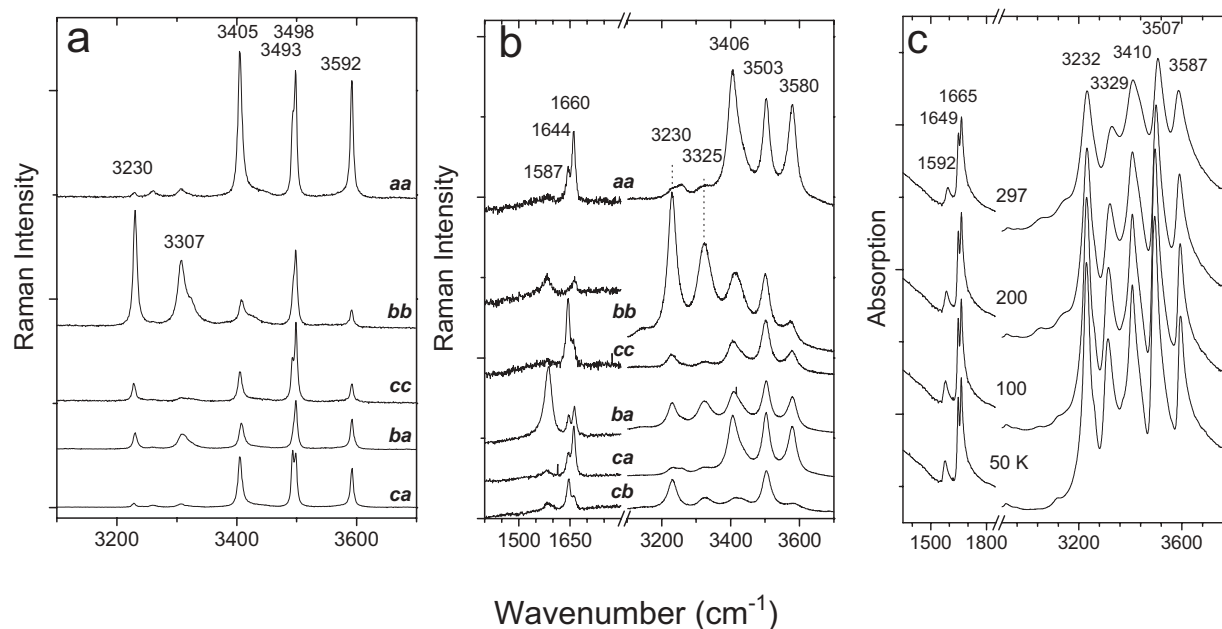 a
3405
3498
3493
3592
3230
aa
3307
bb
cc
ba
ca
3200 3400 3600
Raman Intensity
b
3406
1660
3503
1644
3580
3230
1587
3325
aa
bb
cc
ba
ca
cb
1500 1650 3200 3400 3600
Raman Intensity
c
3507
3410
3232
3587
3329
1665
1649
1592
297
200
100
50 K
1500 1800 3200 3600
Absorption
Wavenumber (cm-1)